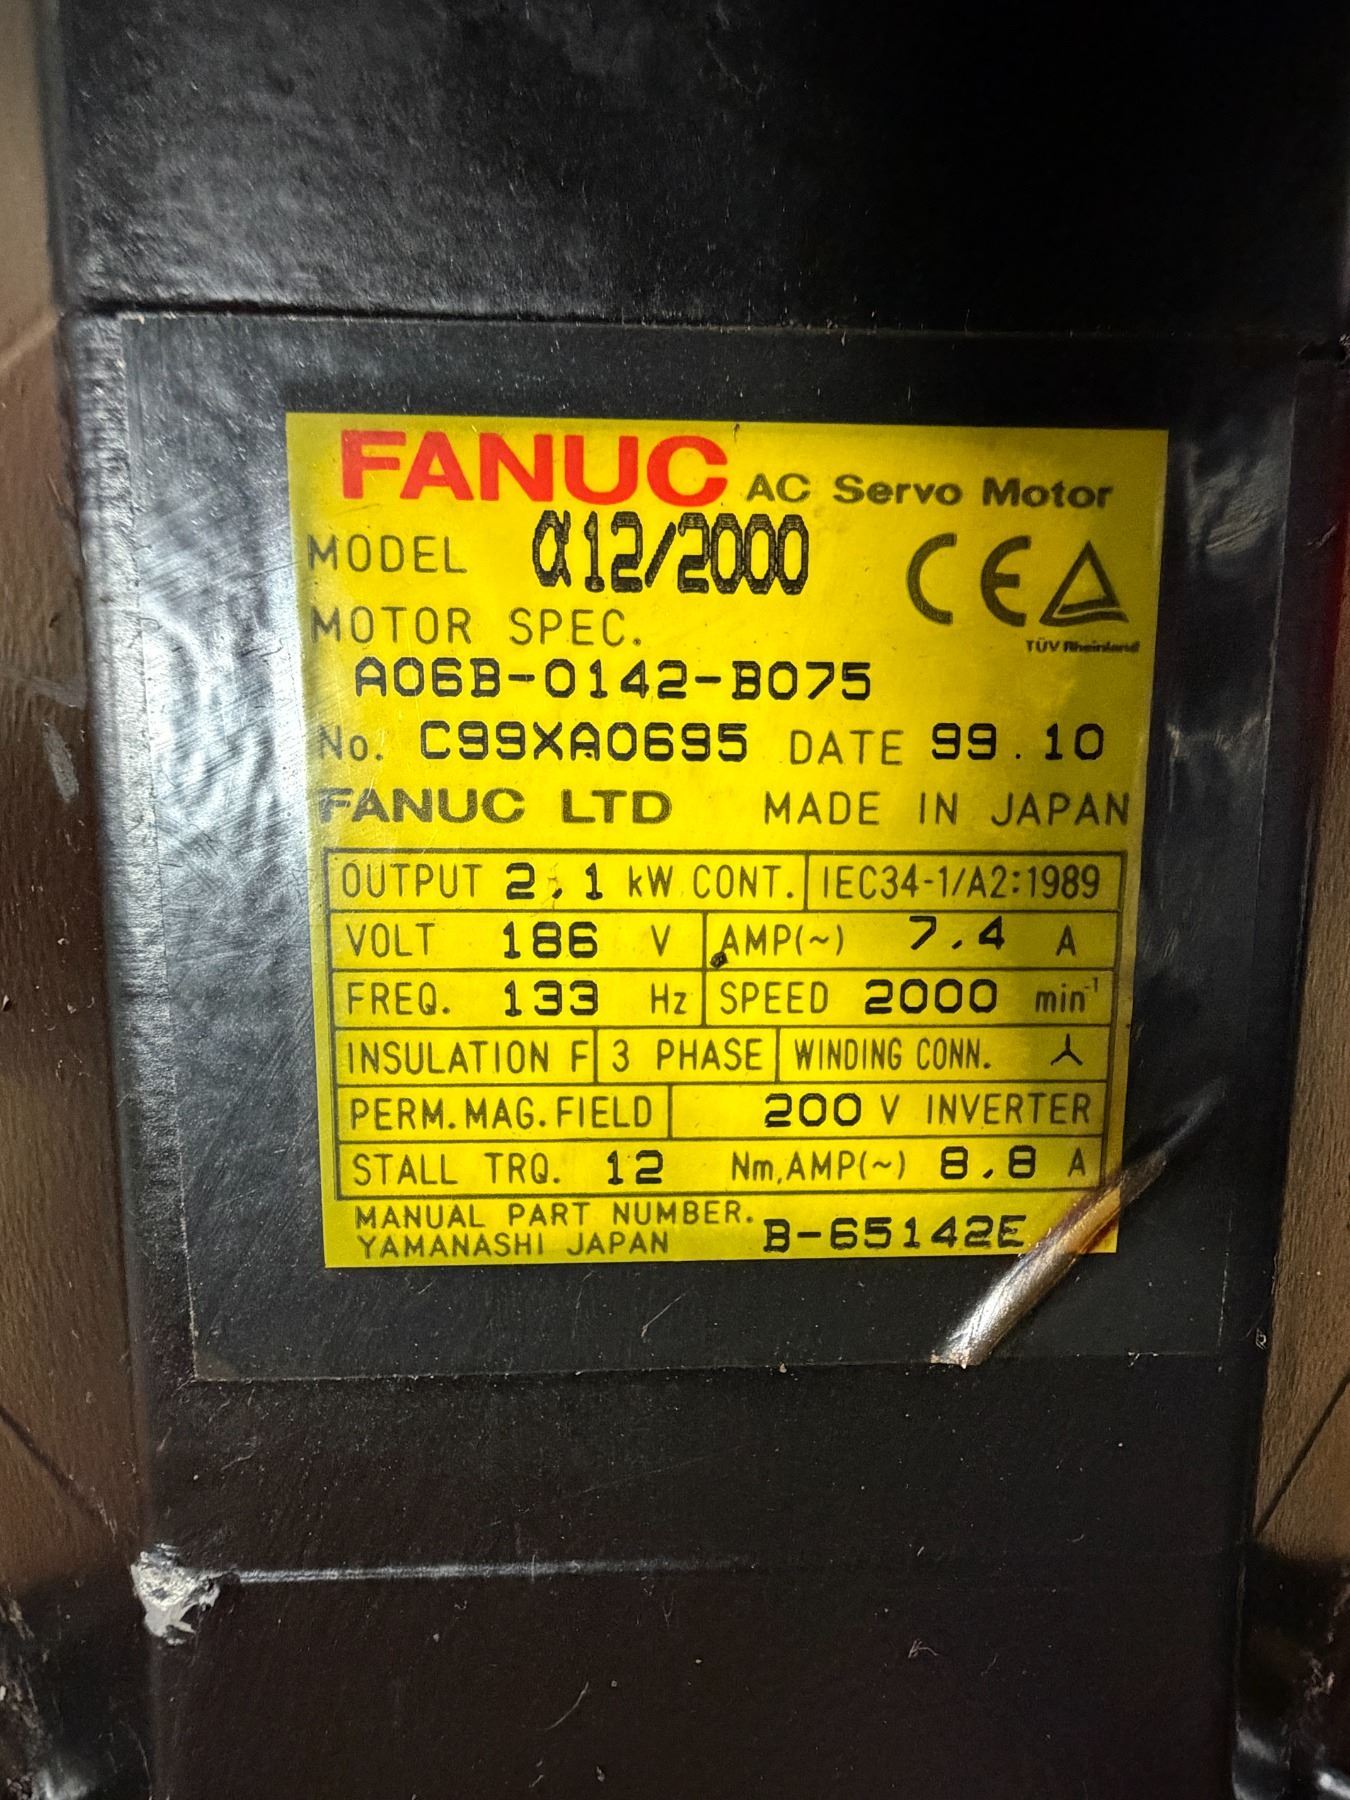 FANUC AC Servo Motor
MODEL α12/2000
CE
TÜV Rheinland
MOTOR SPEC.
A06B-0142-B075
No. C99XA0695 DATE 99.10
FANUC LTD MADE IN JAPAN
OUTPUT 2.1 kW,CONT. IEC34-1/A2:1989
VOLT 186 V AMP(~) 7.4 A
FREQ. 133 Hz SPEED 2000 min⁻¹
INSULATION F 3 PHASE WINDING CONN.
PERM.MAG.FIELD 200 V INVERTER
STALL TRQ. 12 Nm,AMP(~) 8.8 A
MANUAL PART NUMBER. B-65142E
YAMANASHI JAPAN